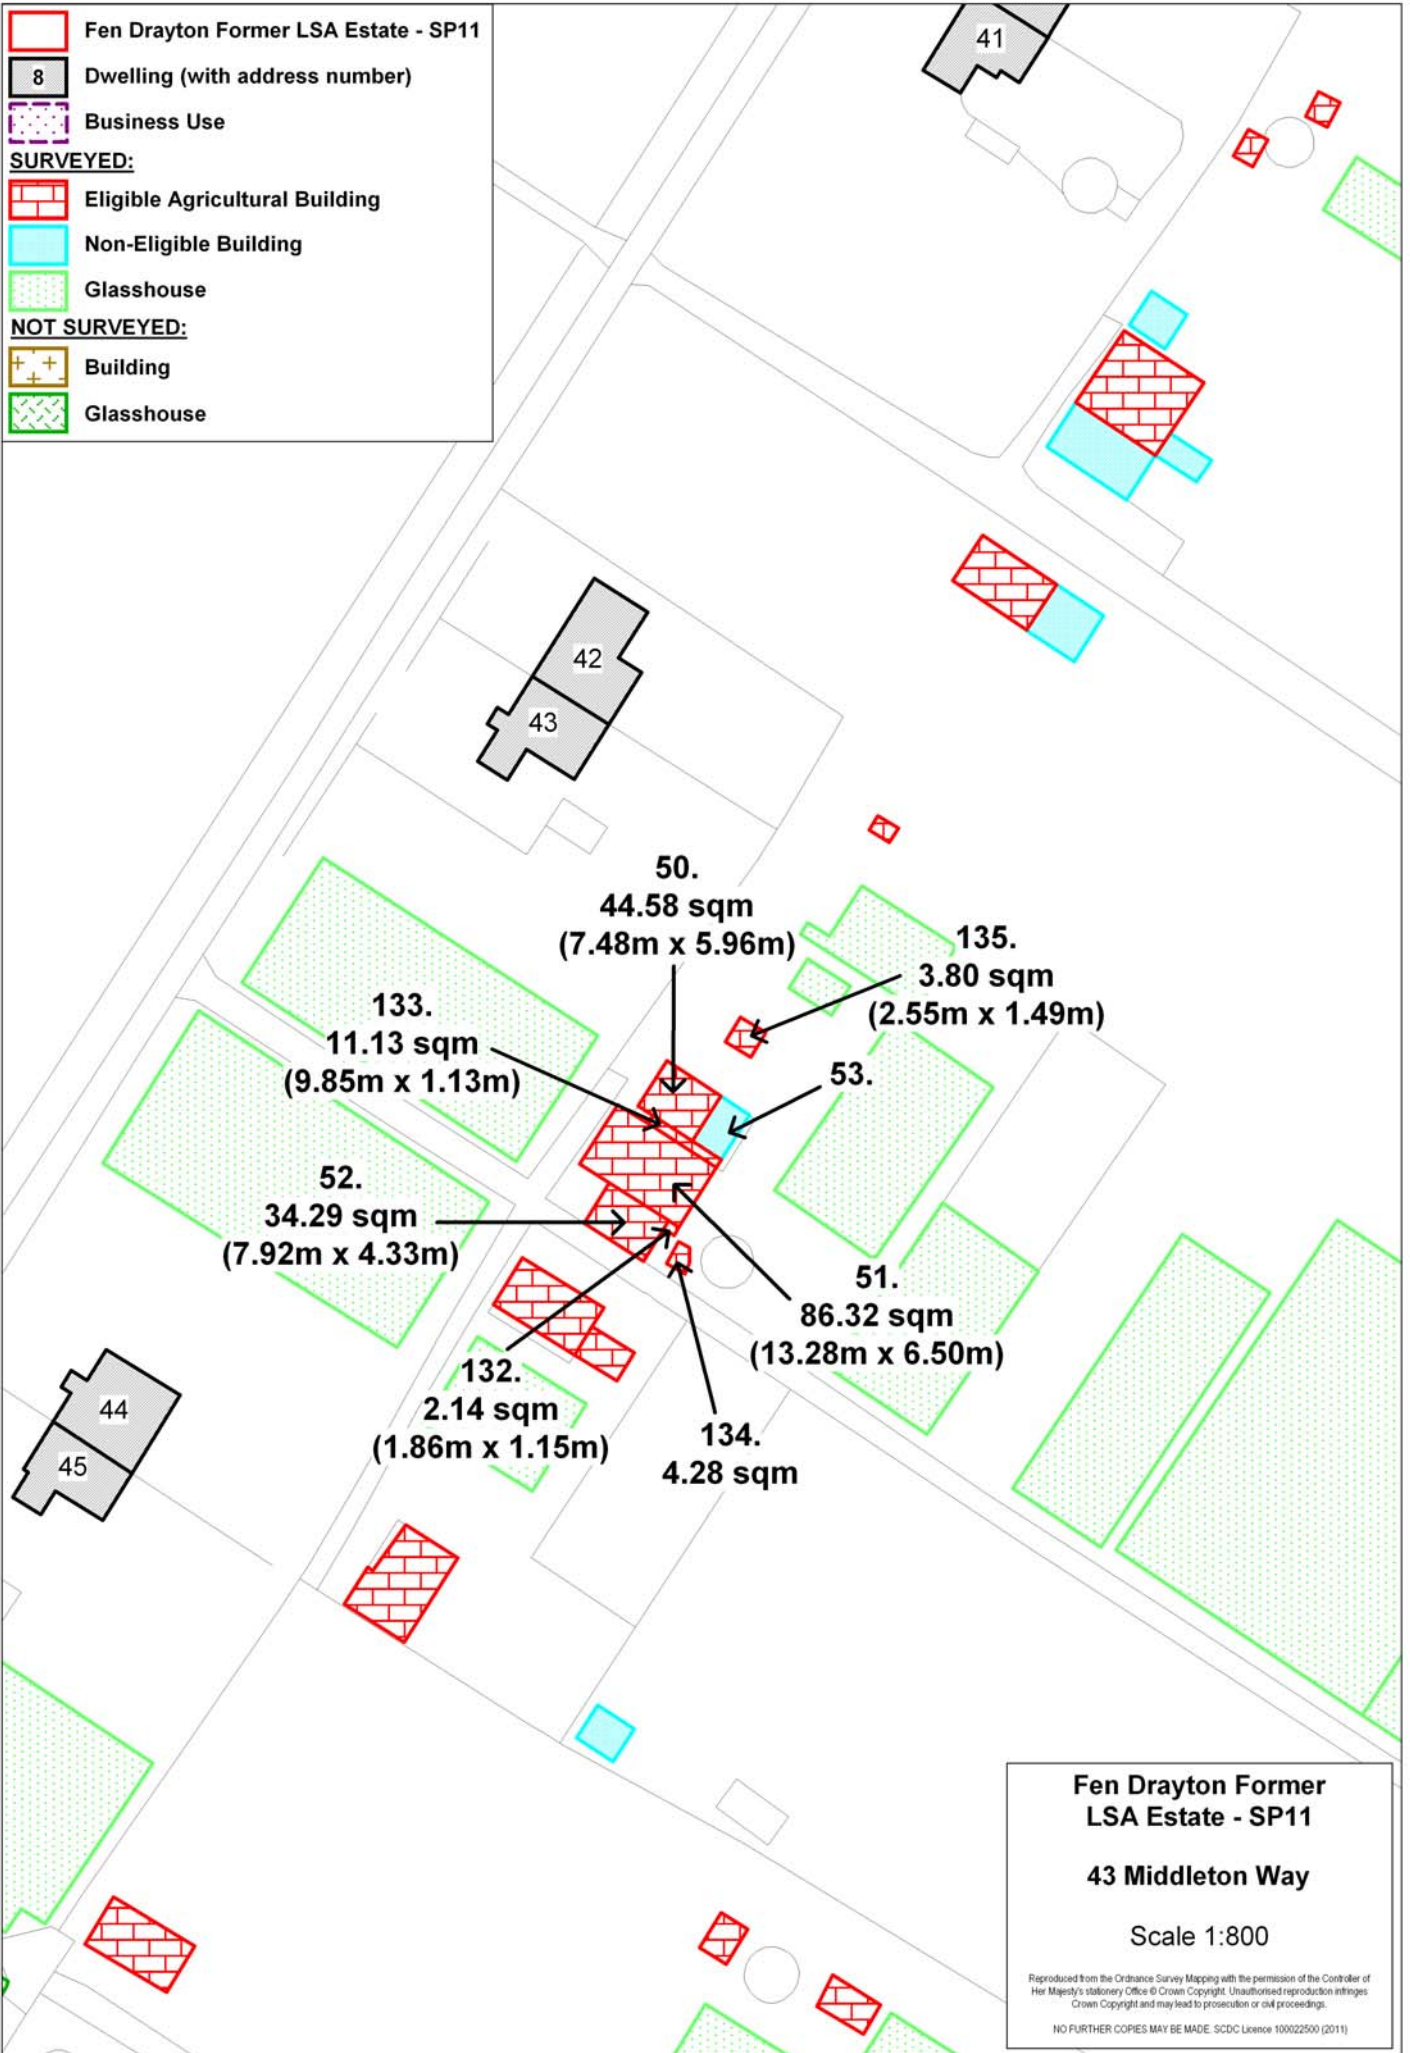 Fen Drayton Former LSA Estate - SP11
8 Dwelling (with address number)
Business Use
SURVEYED:
Eligible Agricultural Building
Non-Eligible Building
Glasshouse
NOT SURVEYED:
Building
Glasshouse
41
42
43
50.
44.58 sqm
(7.48m x 5.96m)
135.
3.80 sqm
(2.55m x 1.49m)
133.
11.13 sqm
(9.85m x 1.13m)
53.
52.
34.29 sqm
(7.92m x 4.33m)
51.
86.32 sqm
(13.28m x 6.50m)
132.
2.14 sqm
(1.86m x 1.15m)
134.
4.28 sqm
44
45
Fen Drayton Former
LSA Estate - SP11
43 Middleton Way
Scale 1:800
Reproduced from the Ordnance Survey Mapping with the permission of the Controller of
Her Majesty's stationery Office © Crown Copyright. Unauthorised reproduction infringes
Crown Copyright and may lead to prosecution or civil proceedings.
NO FURTHER COPIES MAY BE MADE. SCDC Licence 100022500 (2011)